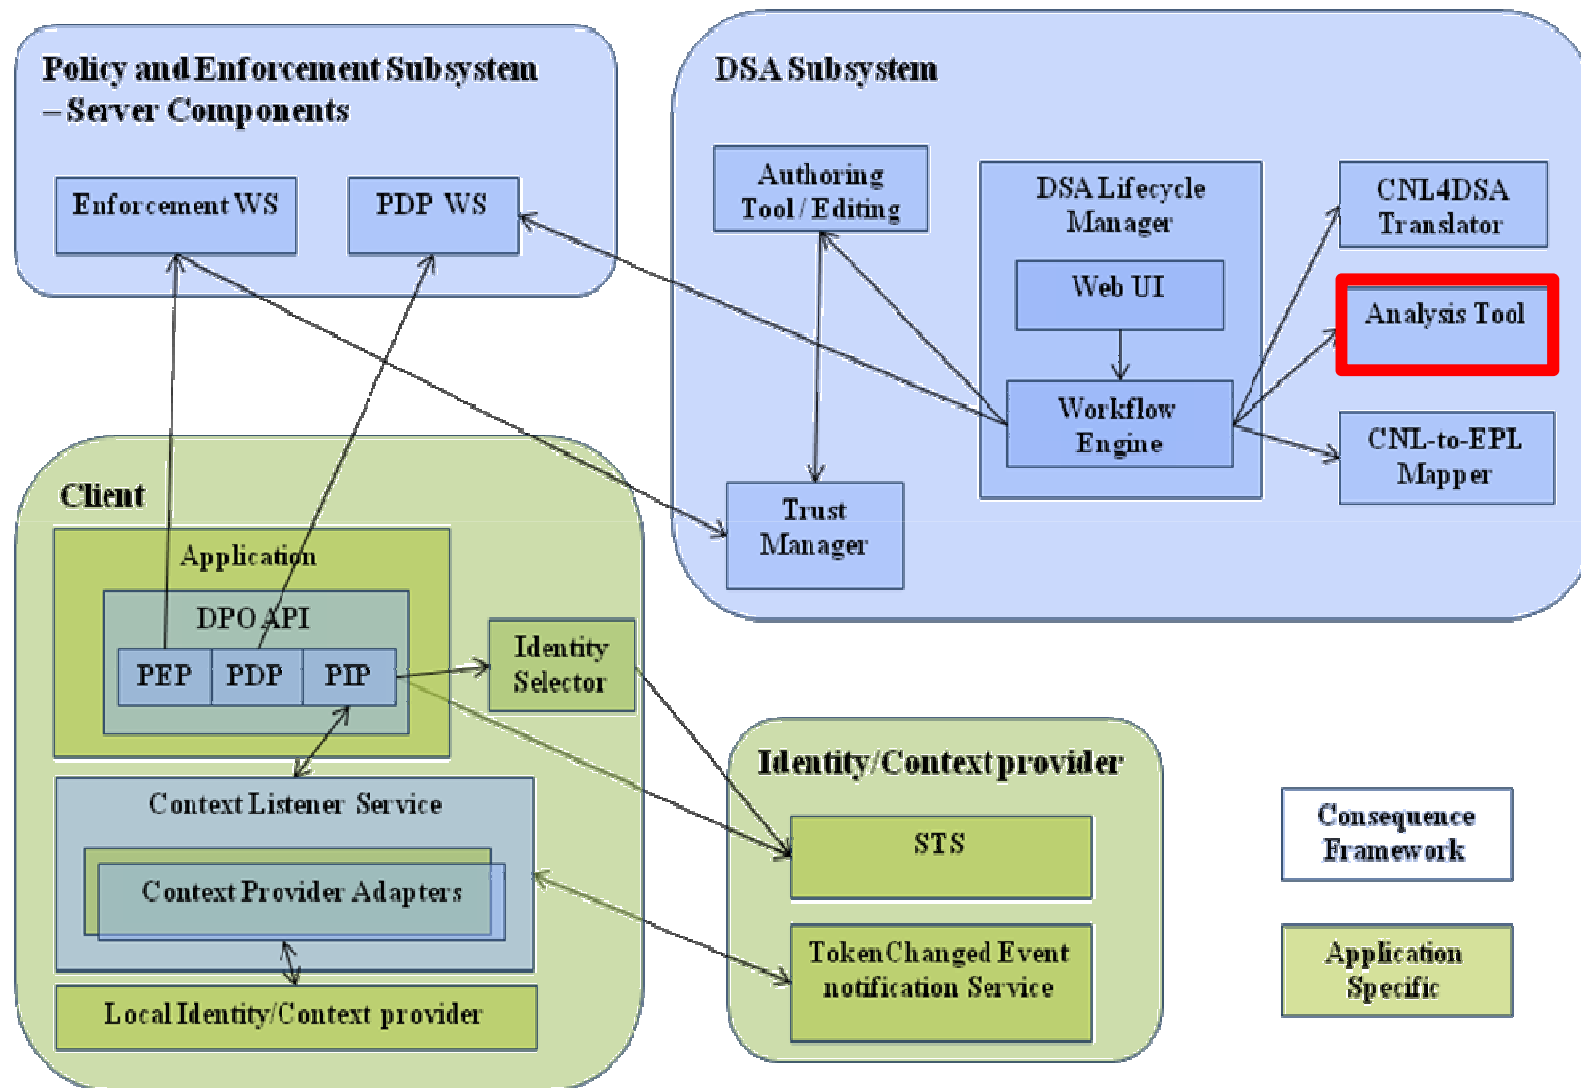 Policy and Enforcement Subsystem
– Server Components
Enforcement WS
PDP WS
DSA Subsystem
Authoring
Tool / Editing
DSA Lifecycle
Manager
Web UI
Workflow
Engine
CNL4DSA
Translator
Analysis Tool
CNL-to-EPL
Mapper
Trust
Manager
Client
Application
DPO API
PEP
PDP
PIP
Identity
Selector
Context Listener Service
Context Provider Adapters
Local Identity/Context provider
Identity/Context provider
STS
TokenChanged Event
notification Service
Consequence
Framework
Application
Specific